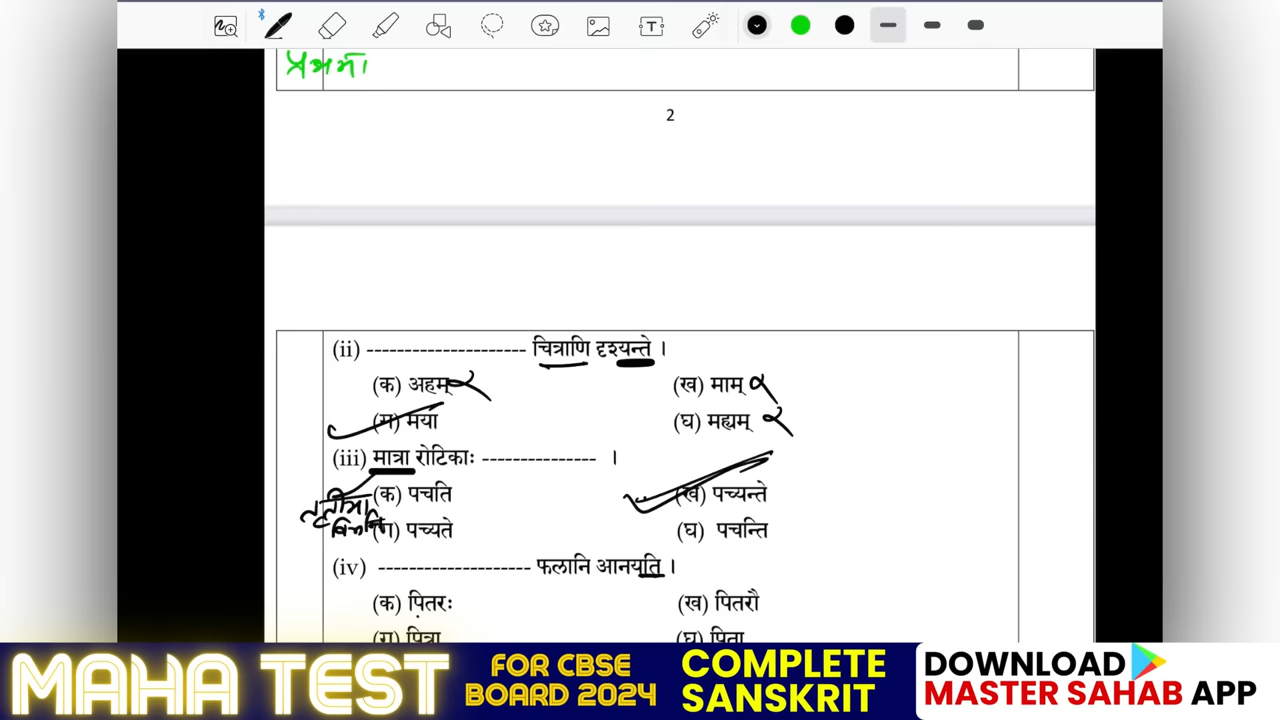 प्रथमा
2
(ii) --------------------- चित्राणि दृश्यन्ते ।
(क) अहम् (ख) माम्
(ग) मया (घ) मह्यम्
(iii) मात्रा रोटिकाः --------------- ।
(क) पचति (ख) पच्यन्ते
तृतीया
विभक्ति
(ग) पच्यते (घ) पचन्ति
(iv) -------------------- फलानि आनयति ।
(क) पितरः (ख) पितरौ
(ग) पित्रा (घ) पिता
MAHA TEST
FOR CBSE
BOARD 2024
COMPLETE
SANSKRIT
DOWNLOAD
MASTER SAHAB APP